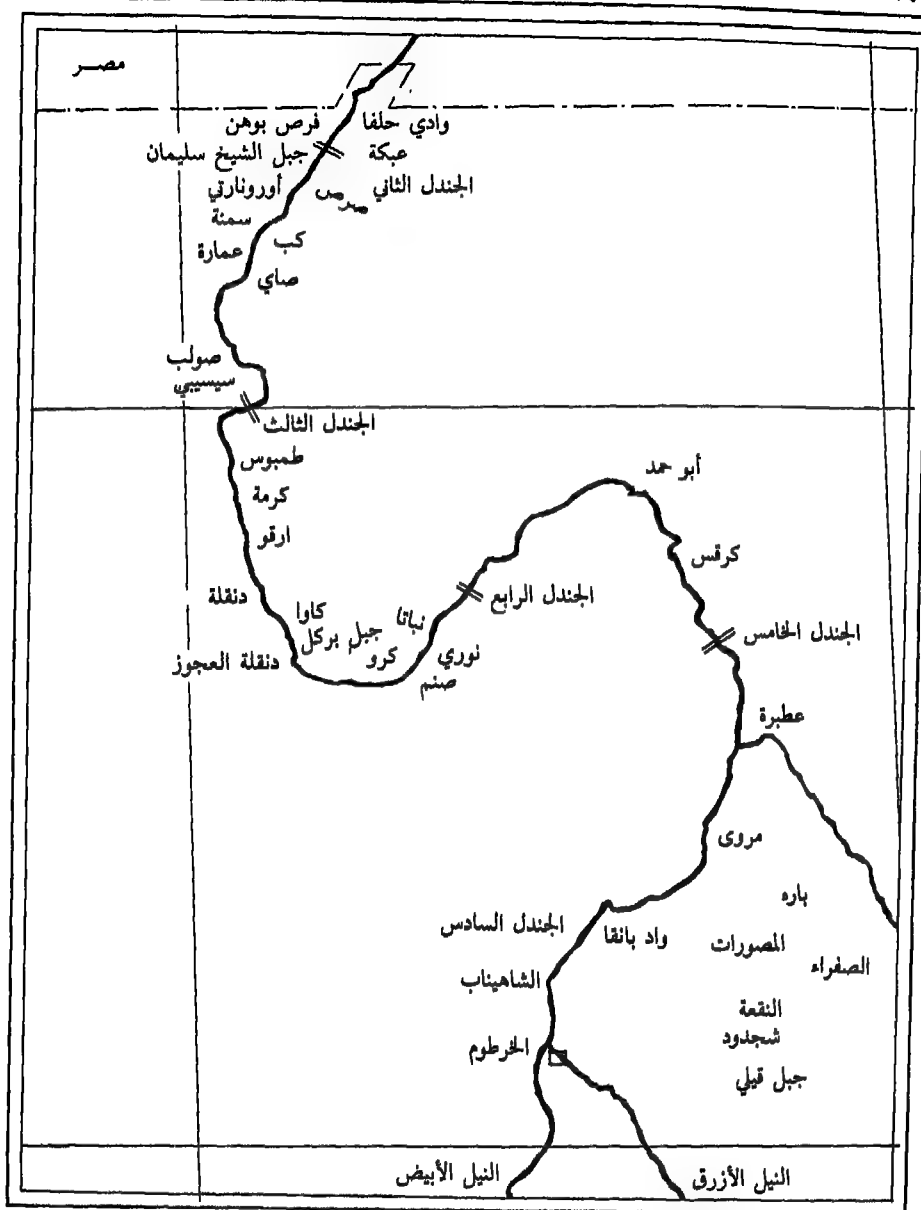 مصر
فرص بوهن
وادي حلفا
جبل الشيخ سليمان
عبكة
أورونارتي
صرص
الجندل الثاني
سمنة
كب
عمارة
صاي
صولب
سيسيبي
الجندل الثالث
طمبوس
أبو حمد
كرمة
ارقو
كرقس
الجندل الرابع
دنقلة
كاوا
نباتا
جبل بركل
الجندل الخامس
دنقلة العجوز
كرو
نوري
صنم
عطبرة
مروى
باره
الجندل السادس
واد بانقا
المصورات
الصفراء
الشاهيناب
النقعة
شجدود
الخرطوم
جبل قيلي
النيل الأبيض
النيل الأزرق